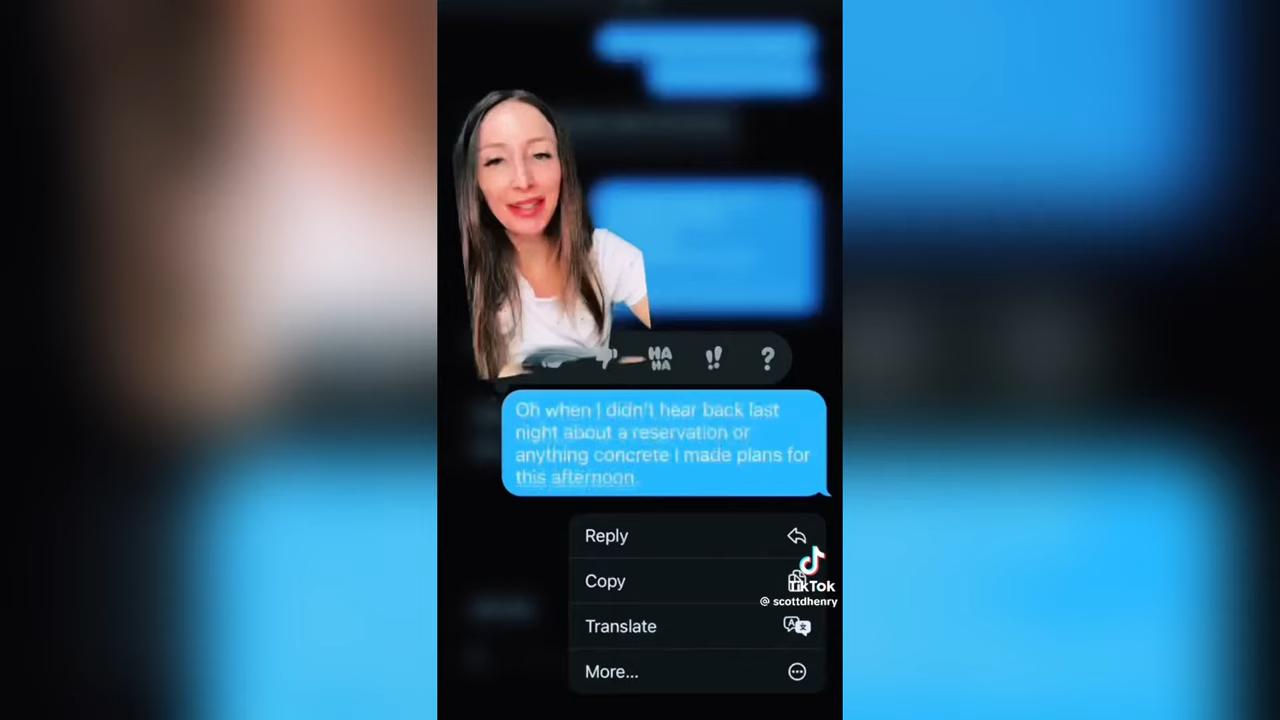 HA
HA
!!
?
Oh when I didn't hear back last
night about a reservation or
anything concrete I made plans for
this afternoon.
Reply
Copy
Translate
More...
TikTok
@ scottdhenry